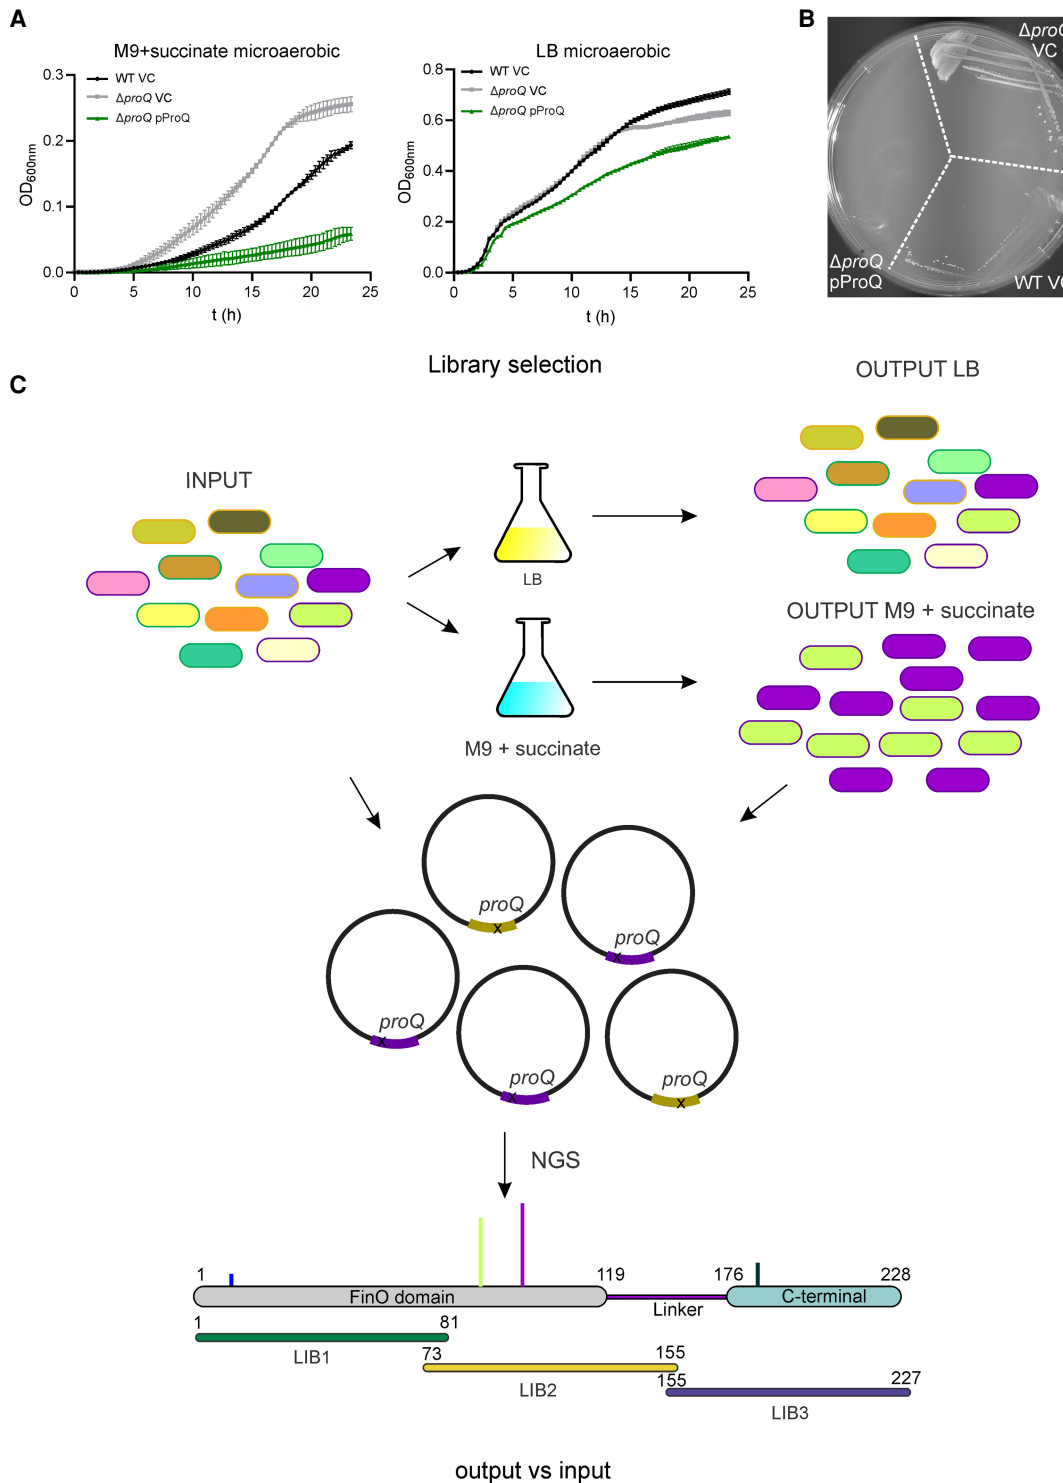 A
M9+succinate microaerobic
0.3
0.2
0.1
0.0
OD600nm
WT VC
ΔproQ VC
ΔproQ pProQ
0 5 10 15 20 25
t (h)
LB microaerobic
0.8
0.6
0.4
0.2
0.0
OD600nm
WT VC
ΔproQ VC
ΔproQ pProQ
0 5 10 15 20 25
t (h)
B
ΔproQ
VC
ΔproQ
pProQ
WT VC
C
Library selection
OUTPUT LB
INPUT
LB
OUTPUT M9 + succinate
M9 + succinate
proQ
x
proQ
x
proQ
x
proQ
x
proQ
x
NGS
1 119 176 228
FinO domain
Linker
C-terminal
1 81
LIB1
73 155
LIB2
155 227
LIB3
output vs input